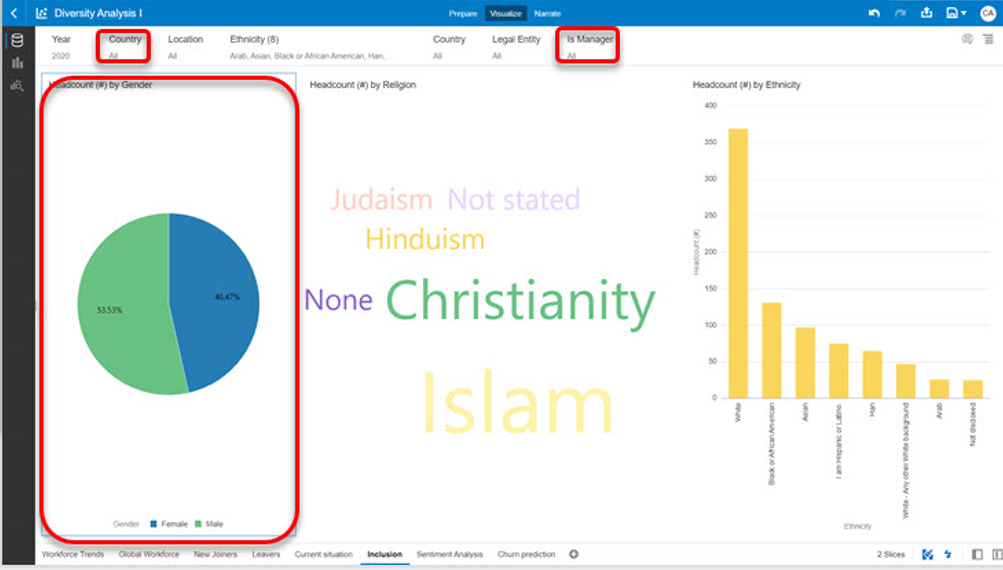 Diversity Analysis I
Prepare Visualize Narrate
CA
Year Country Location Ethnicity (8) Country Legal Entity Is Manager
2020 All All Arab, Asian, Black or African American, Han,... All All All
Headcount (#) by Gender
53.53%
46.47%
Gender Female Male
Headcount (#) by Religion
Judaism Not stated
Hinduism
None Christianity
Islam
Headcount (#) by Ethnicity
Headcount (#)
400
350
300
250
200
150
100
50
0
White
Black or African American
Asian
I am Hispanic or Latino.
Han
White - Any other White background
Arab
Not disclosed
Ethnicity
Workforce Trends Global Workforce New Joiners Leavers Current situation Inclusion Sentiment Analysis Churn prediction
2 Slices